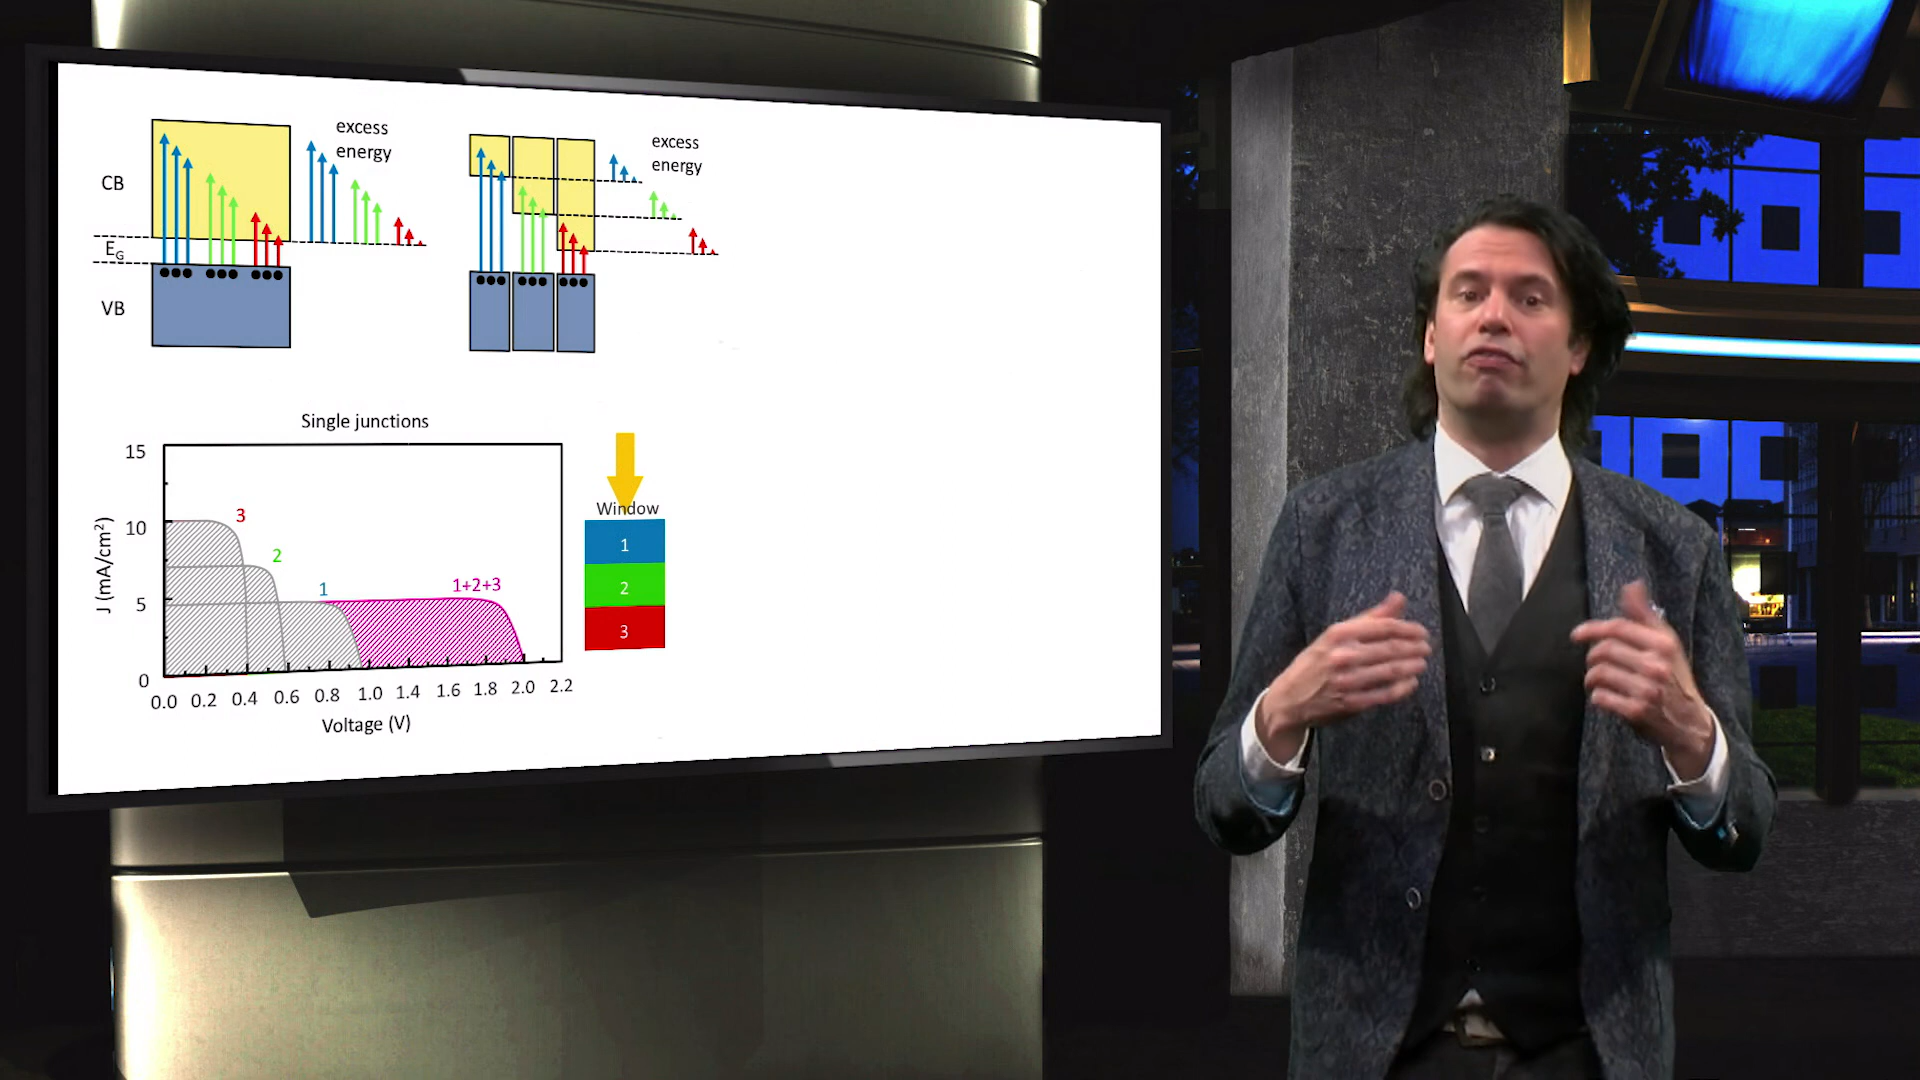 excess
energy
CB
E_G
VB
excess
energy
Single junctions
15
10
5
0
J (mA/cm²)
3
2
1
1+2+3
0.0 0.2 0.4 0.6 0.8 1.0 1.4 1.6 1.8 2.0 2.2
Voltage (V)
Window
1
2
3